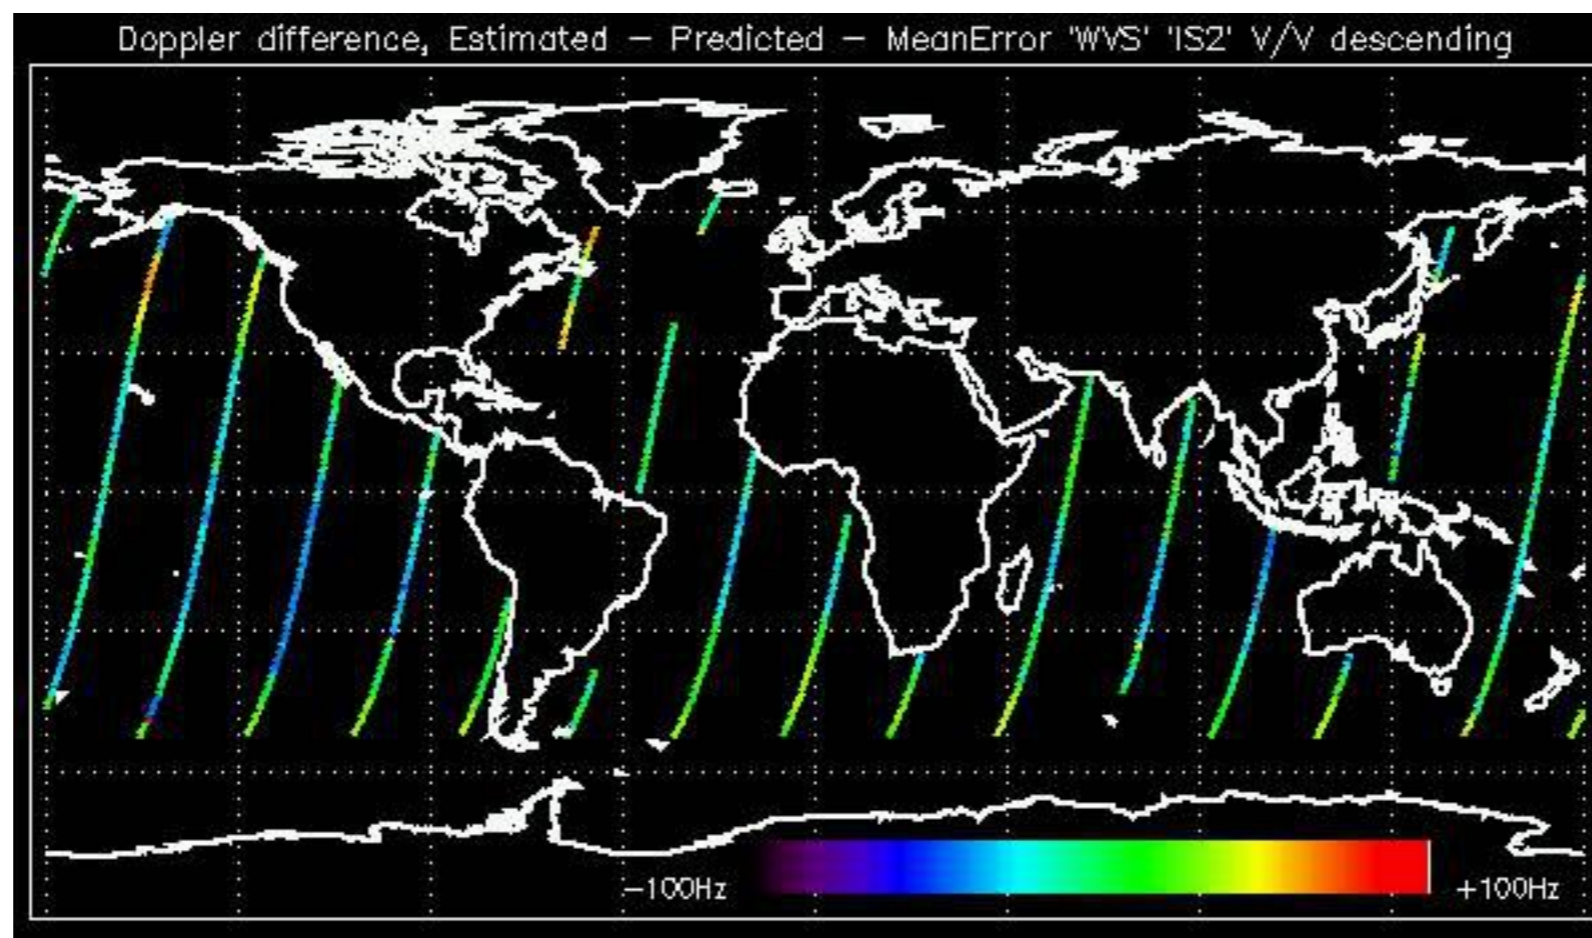 Doppler difference, Estimated – Predicted – MeanError 'WVS' 'IS2' V/V descending
–100Hz +100Hz